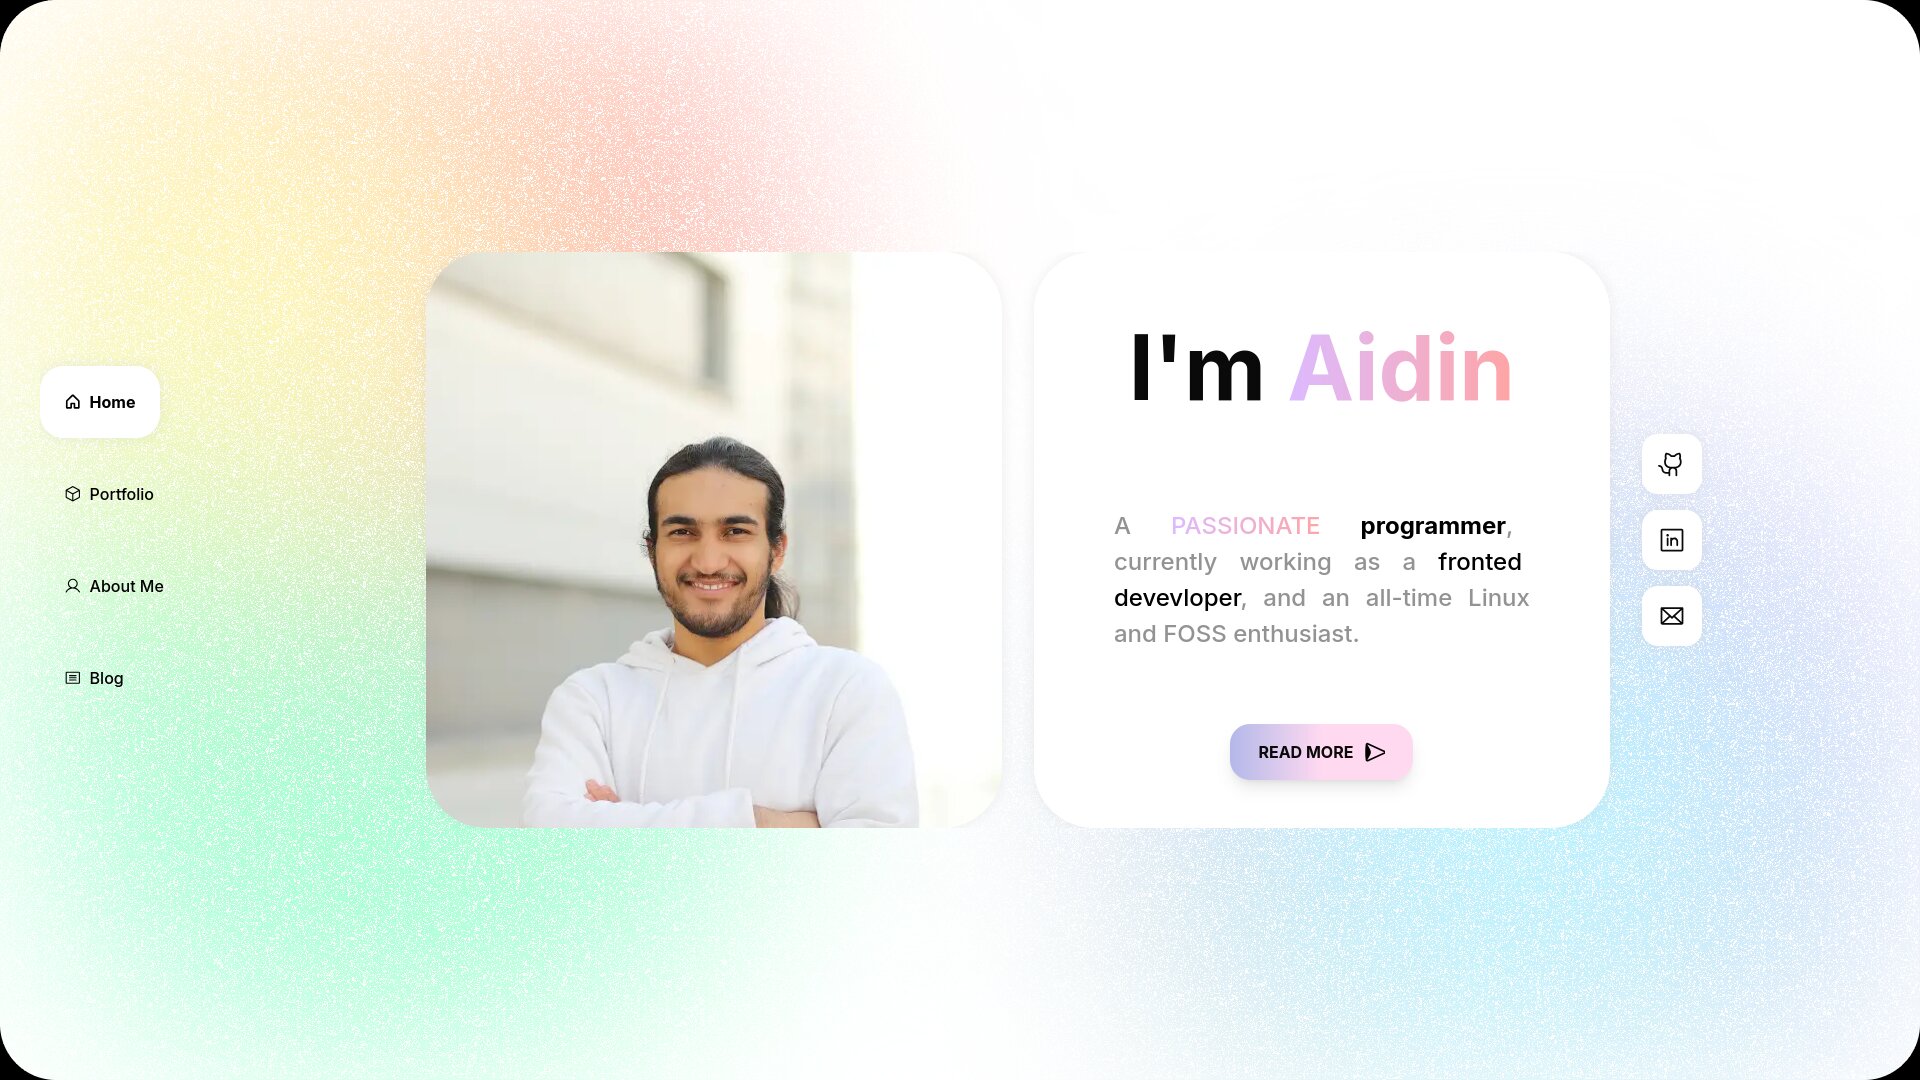 Home
Portfolio
About Me
Blog
I'm Aidin
A PASSIONATE programmer,
currently working as a fronted
devevloper, and an all-time Linux
and FOSS enthusiast.
READ MORE
in